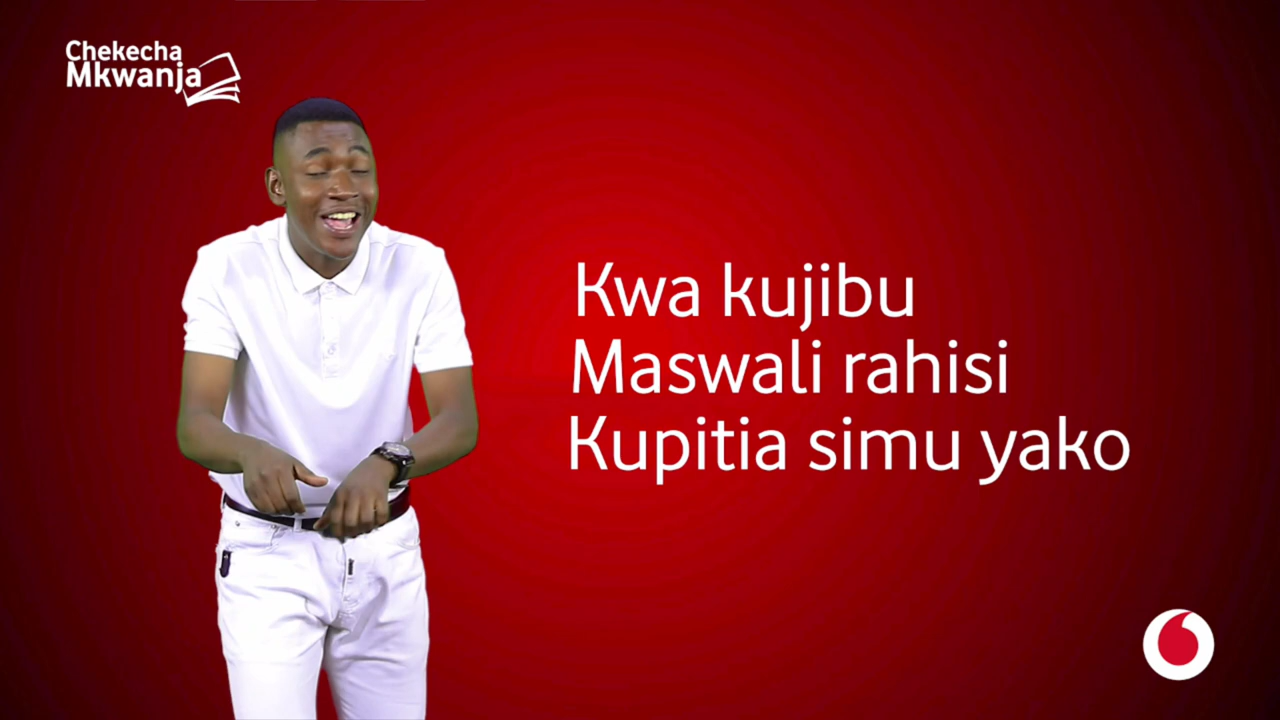 Chekecha
Mkwanja
Kwa kujibu
Maswali rahisi
Kupitia simu yako